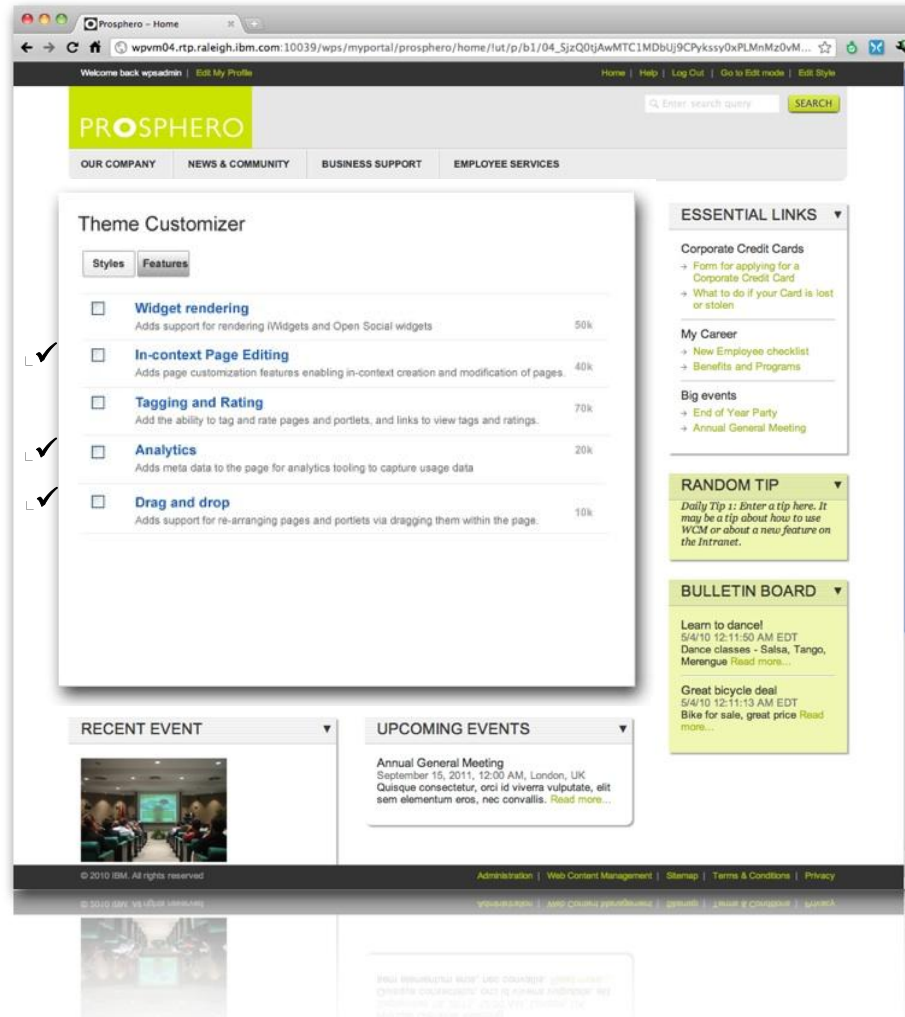 Prosphero – Home
wpvm04.rtp.raleigh.ibm.com:10039/wps/myportal/prosphero/home/!ut/p/b1/04_SjzQ0tjAwMTC1MDbUj9CPykssy0xPLMnMz0vM...
Welcome back wpsadmin | Edit My Profile
Home | Help | Log Out | Go to Edit mode | Edit Style
PROSPHERO
Enter search query
SEARCH
OUR COMPANY
NEWS & COMMUNITY
BUSINESS SUPPORT
EMPLOYEE SERVICES
Theme Customizer
Styles
Features
Widget rendering
Adds support for rendering iWidgets and Open Social widgets
50k
In-context Page Editing
Adds page customization features enabling in-context creation and modification of pages.
40k
Tagging and Rating
Add the ability to tag and rate pages and portlets, and links to view tags and ratings.
70k
Analytics
Adds meta data to the page for analytics tooling to capture usage data
20k
Drag and drop
Adds support for re-arranging pages and portlets via dragging them within the page.
10k
ESSENTIAL LINKS
Corporate Credit Cards
Form for applying for a
Corporate Credit Card
What to do if your Card is lost
or stolen
My Career
New Employee checklist
Benefits and Programs
Big events
End of Year Party
Annual General Meeting
RANDOM TIP
Daily Tip 1: Enter a tip here. It
may be a tip about how to use
WCM or about a new feature on
the Intranet.
BULLETIN BOARD
Learn to dance!
5/4/10 12:11:50 AM EDT
Dance classes - Salsa, Tango,
Merengue Read more...
Great bicycle deal
5/4/10 12:11:13 AM EDT
Bike for sale, great price Read
more...
RECENT EVENT
UPCOMING EVENTS
Annual General Meeting
September 15, 2011, 12:00 AM, London, UK
Quisque consectetur, orci id viverra vulputate, elit
sem elementum eros, nec convallis. Read more...
© 2010 IBM. All rights reserved
Administration | Web Content Management | Sitemap | Terms & Conditions | Privacy